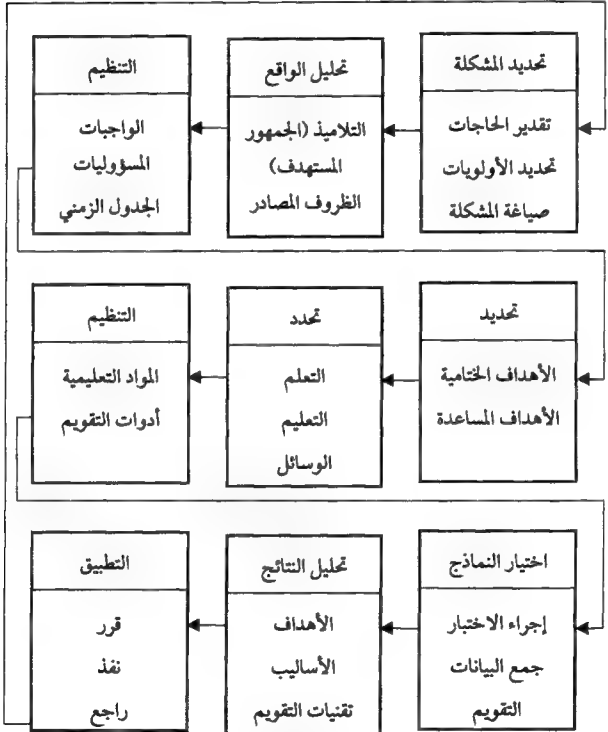 تحديد المشكلة
تقدير الحاجات
تحديد الأولويات
صياغة المشكلة
تحليل الواقع
التلاميذ (الجمهور
المستهدف)
الظروف المصادر
التنظيم
الواجبات
المسؤوليات
الجدول الزمني
تحديد
الأهداف الختامية
الأهداف المساعدة
تحدد
التعلم
التعليم
الوسائل
التنظيم
المواد التعليمية
أدوات التقويم
اختيار النماذج
إجراء الاختبار
جمع البيانات
التقويم
تحليل النتائج
الأهداف
الأساليب
تقنيات التقويم
التطبيق
قرر
نفذ
راجع